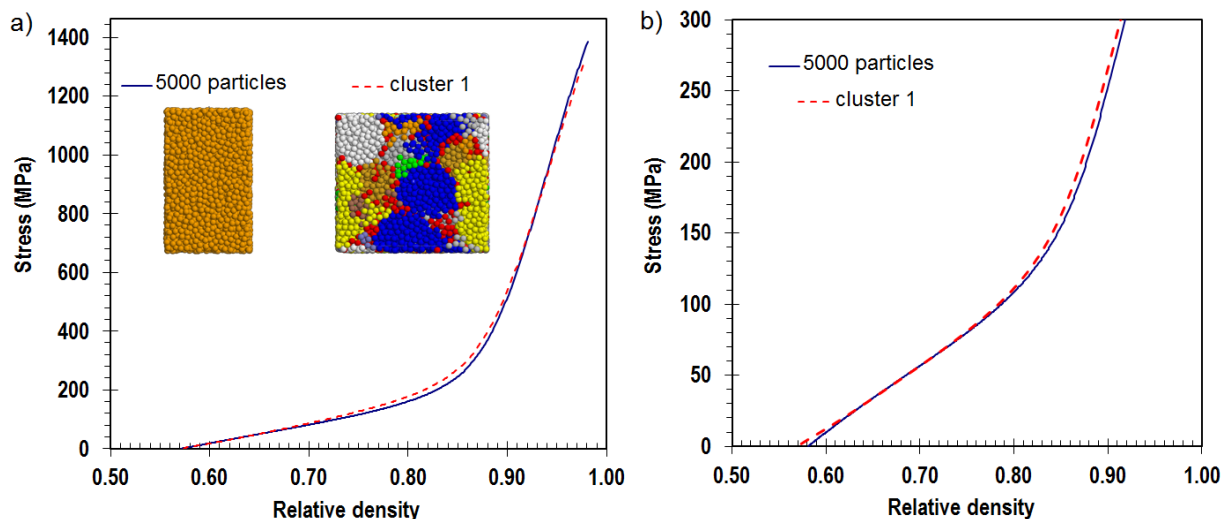 a)
1400
1200
1000
800
600
400
200
0
Stress (MPa)
5000 particles
cluster 1
0.50
0.60
0.70
0.80
0.90
1.00
Relative density
b)
300
250
200
150
100
50
0
Stress (MPa)
5000 particles
cluster 1
0.50
0.60
0.70
0.80
0.90
1.00
Relative density